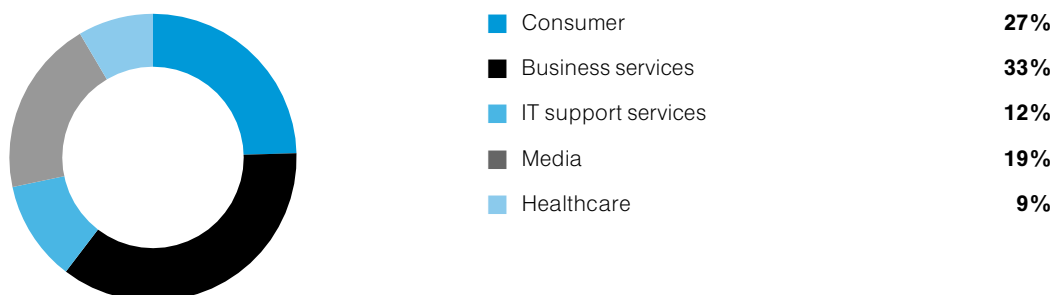 Consumer 27%
Business services 33%
IT support services 12%
Media 19%
Healthcare 9%